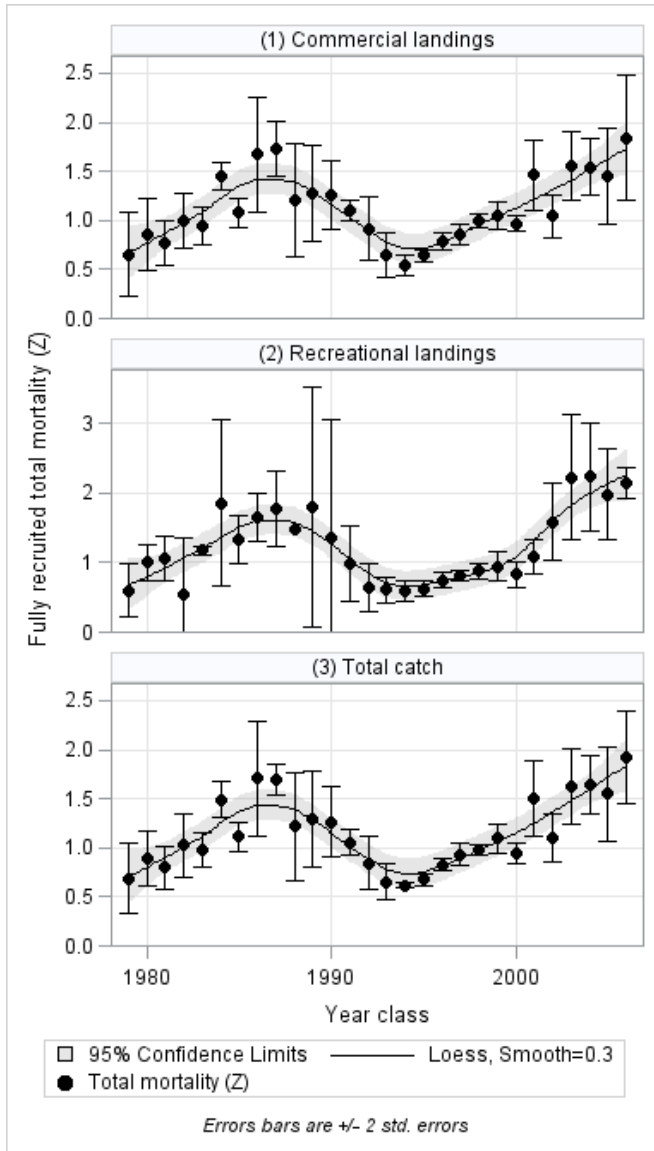 (1) Commercial landings
2.5
2.0
1.5
1.0
0.5
0.0
(2) Recreational landings
3
2
1
0
(3) Total catch
2.5
2.0
1.5
1.0
0.5
0.0
Fully recruited total mortality (Z)
1980 1990 2000
Year class
95% Confidence Limits Loess, Smooth=0.3
Total mortality (Z)
Errors bars are +/- 2 std. errors